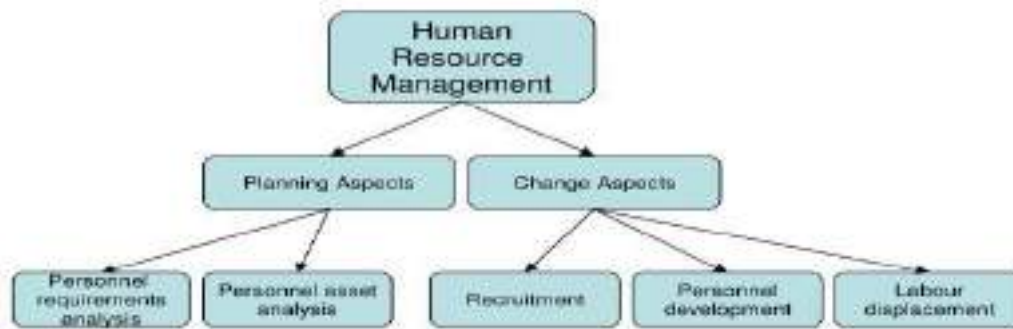 Human
Resource
Management
Planning Aspects
Change Aspects
Personnel
requirements
analysis
Personnel asset
analysis
Recruitment
Personnel
development
Labour
displacement